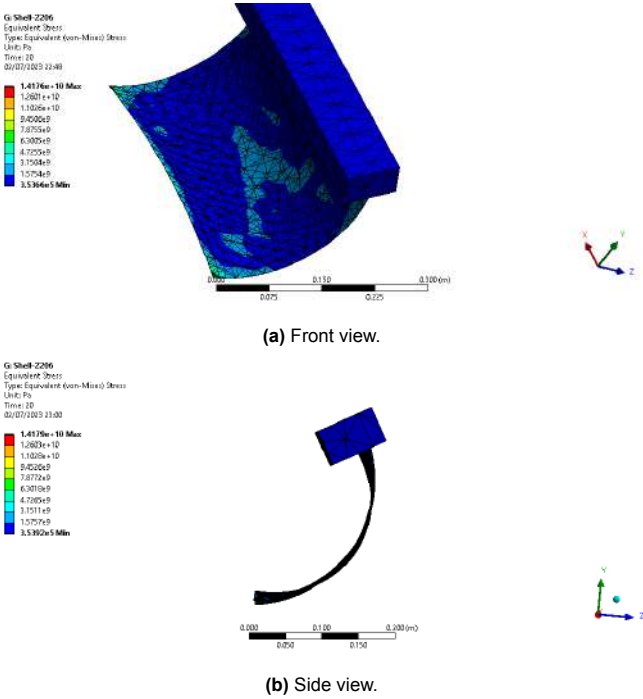 G: Shell-Z206
Equivalent Stress
Type: Equivalent (von-Mises) Stress
Unit: Pa
Time: 20
02/07/2023 22:48
1.4176e+10 Max
1.2601e+10
1.1026e+10
9.4506e9
7.8755e9
6.3005e9
4.7255e9
3.1504e9
1.5754e9
3.5366e5 Min
X Y Z
0.000 0.150 0.300 (m)
0.075 0.225
(a) Front view.
G: Shell-Z206
Equivalent Stress
Type: Equivalent (von-Mises) Stress
Unit: Pa
Time: 20
02/07/2023 23:00
1.4179e+10 Max
1.2603e+10
1.1028e+10
9.4526e9
7.8772e9
6.3018e9
4.7265e9
3.1511e9
1.5757e9
3.5392e5 Min
Y
Z
0.000 0.100 0.200 (m)
0.050 0.150
(b) Side view.